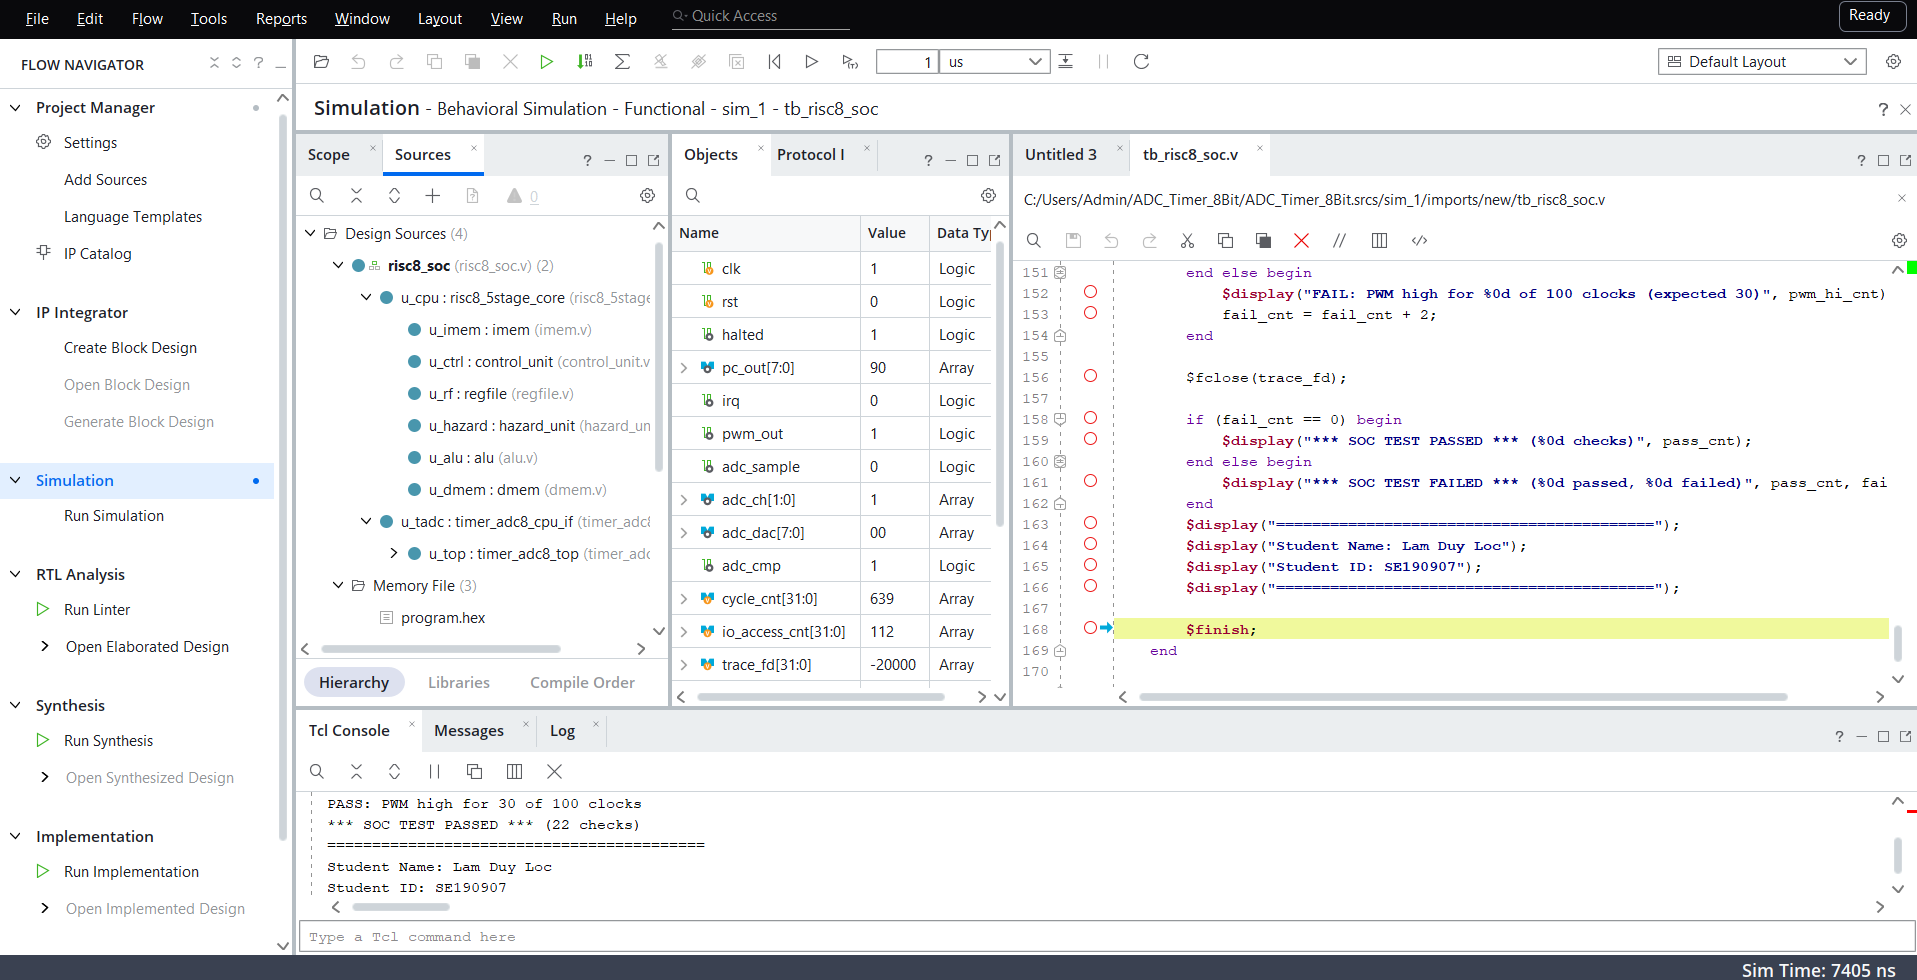 File Edit Flow Tools Reports Window Layout View Run Help Quick Access Ready
FLOW NAVIGATOR ? _
1 us Default Layout
Project Manager
Settings
Add Sources
Language Templates
IP Catalog
IP Integrator
Create Block Design
Open Block Design
Generate Block Design
Simulation
Run Simulation
RTL Analysis
Run Linter
Open Elaborated Design
Synthesis
Run Synthesis
Open Synthesized Design
Implementation
Run Implementation
Open Implemented Design
Simulation - Behavioral Simulation - Functional - sim_1 - tb_risc8_soc ?
Scope Sources ?
0
Design Sources (4)
risc8_soc (risc8_soc.v) (2)
u_cpu : risc8_5stage_core (risc8_5stage
u_imem : imem (imem.v)
u_ctrl : control_unit (control_unit.v
u_rf : regfile (regfile.v)
u_hazard : hazard_unit (hazard_un
u_alu : alu (alu.v)
u_dmem : dmem (dmem.v)
u_tadc : timer_adc8_cpu_if (timer_adc8
u_top : timer_adc8_top (timer_adc
Memory File (3)
program.hex
Hierarchy Libraries Compile Order
Objects Protocol I ?
Name Value Data Ty
clk 1 Logic
rst 0 Logic
halted 1 Logic
pc_out[7:0] 90 Array
irq 0 Logic
pwm_out 1 Logic
adc_sample 0 Logic
adc_ch[1:0] 1 Array
adc_dac[7:0] 00 Array
adc_cmp 1 Logic
cycle_cnt[31:0] 639 Array
io_access_cnt[31:0] 112 Array
trace_fd[31:0] -20000 Array
Untitled 3 tb_risc8_soc.v ?
C:/Users/Admin/ADC_Timer_8Bit/ADC_Timer_8Bit.srcs/sim_1/imports/new/tb_risc8_soc.v
// </>
151 end else begin
152 $display("FAIL: PWM high for %0d of 100 clocks (expected 30)", pwm_hi_cnt)
153 fail_cnt = fail_cnt + 2;
154 end
155
156 $fclose(trace_fd);
157
158 if (fail_cnt == 0) begin
159 $display("*** SOC TEST PASSED *** (%0d checks)", pass_cnt);
160 end else begin
161 $display("*** SOC TEST FAILED *** (%0d passed, %0d failed)", pass_cnt, fai
162 end
163 $display("==========================================");
164 $display("Student Name: Lam Duy Loc");
165 $display("Student ID: SE190907");
166 $display("==========================================");
167
168 $finish;
169 end
170
Tcl Console Messages Log ?
PASS: PWM high for 30 of 100 clocks
*** SOC TEST PASSED *** (22 checks)
==========================================
Student Name: Lam Duy Loc
Student ID: SE190907
Type a Tcl command here
Sim Time: 7405 ns